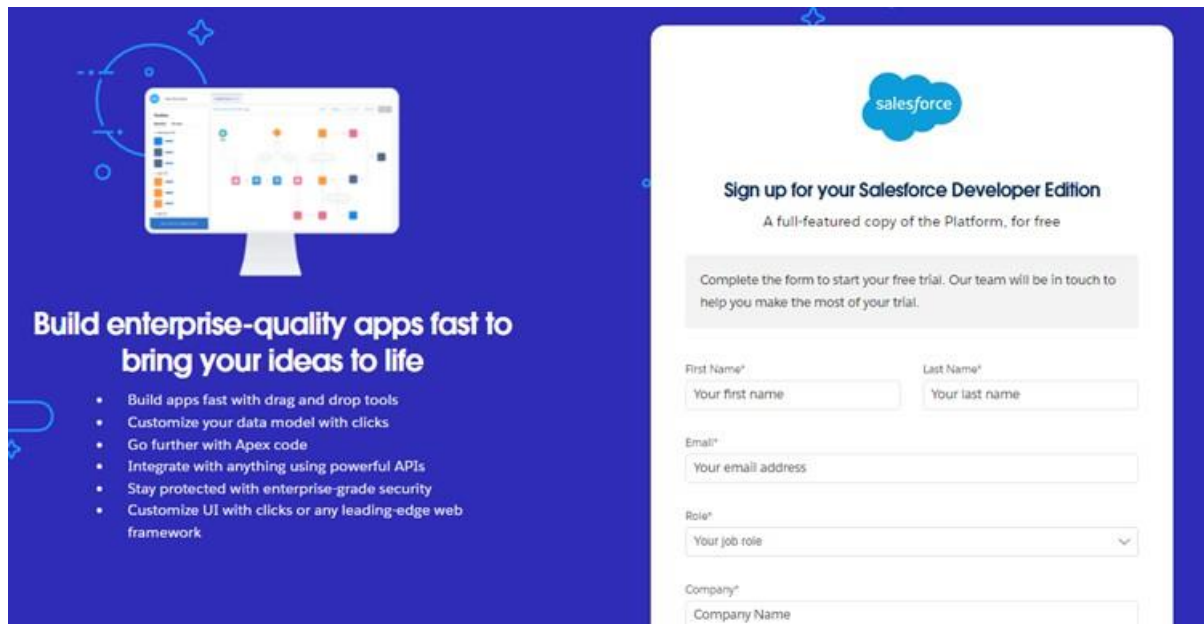 Build enterprise-quality apps fast to
bring your ideas to life
• Build apps fast with drag and drop tools
• Customize your data model with clicks
• Go further with Apex code
• Integrate with anything using powerful APIs
• Stay protected with enterprise-grade security
• Customize UI with clicks or any leading-edge web
framework
salesforce
Sign up for your Salesforce Developer Edition
A full-featured copy of the Platform, for free
Complete the form to start your free trial. Our team will be in touch to
help you make the most of your trial.
First Name* Last Name*
Your first name Your last name
Email*
Your email address
Role*
Your job role
Company*
Company Name